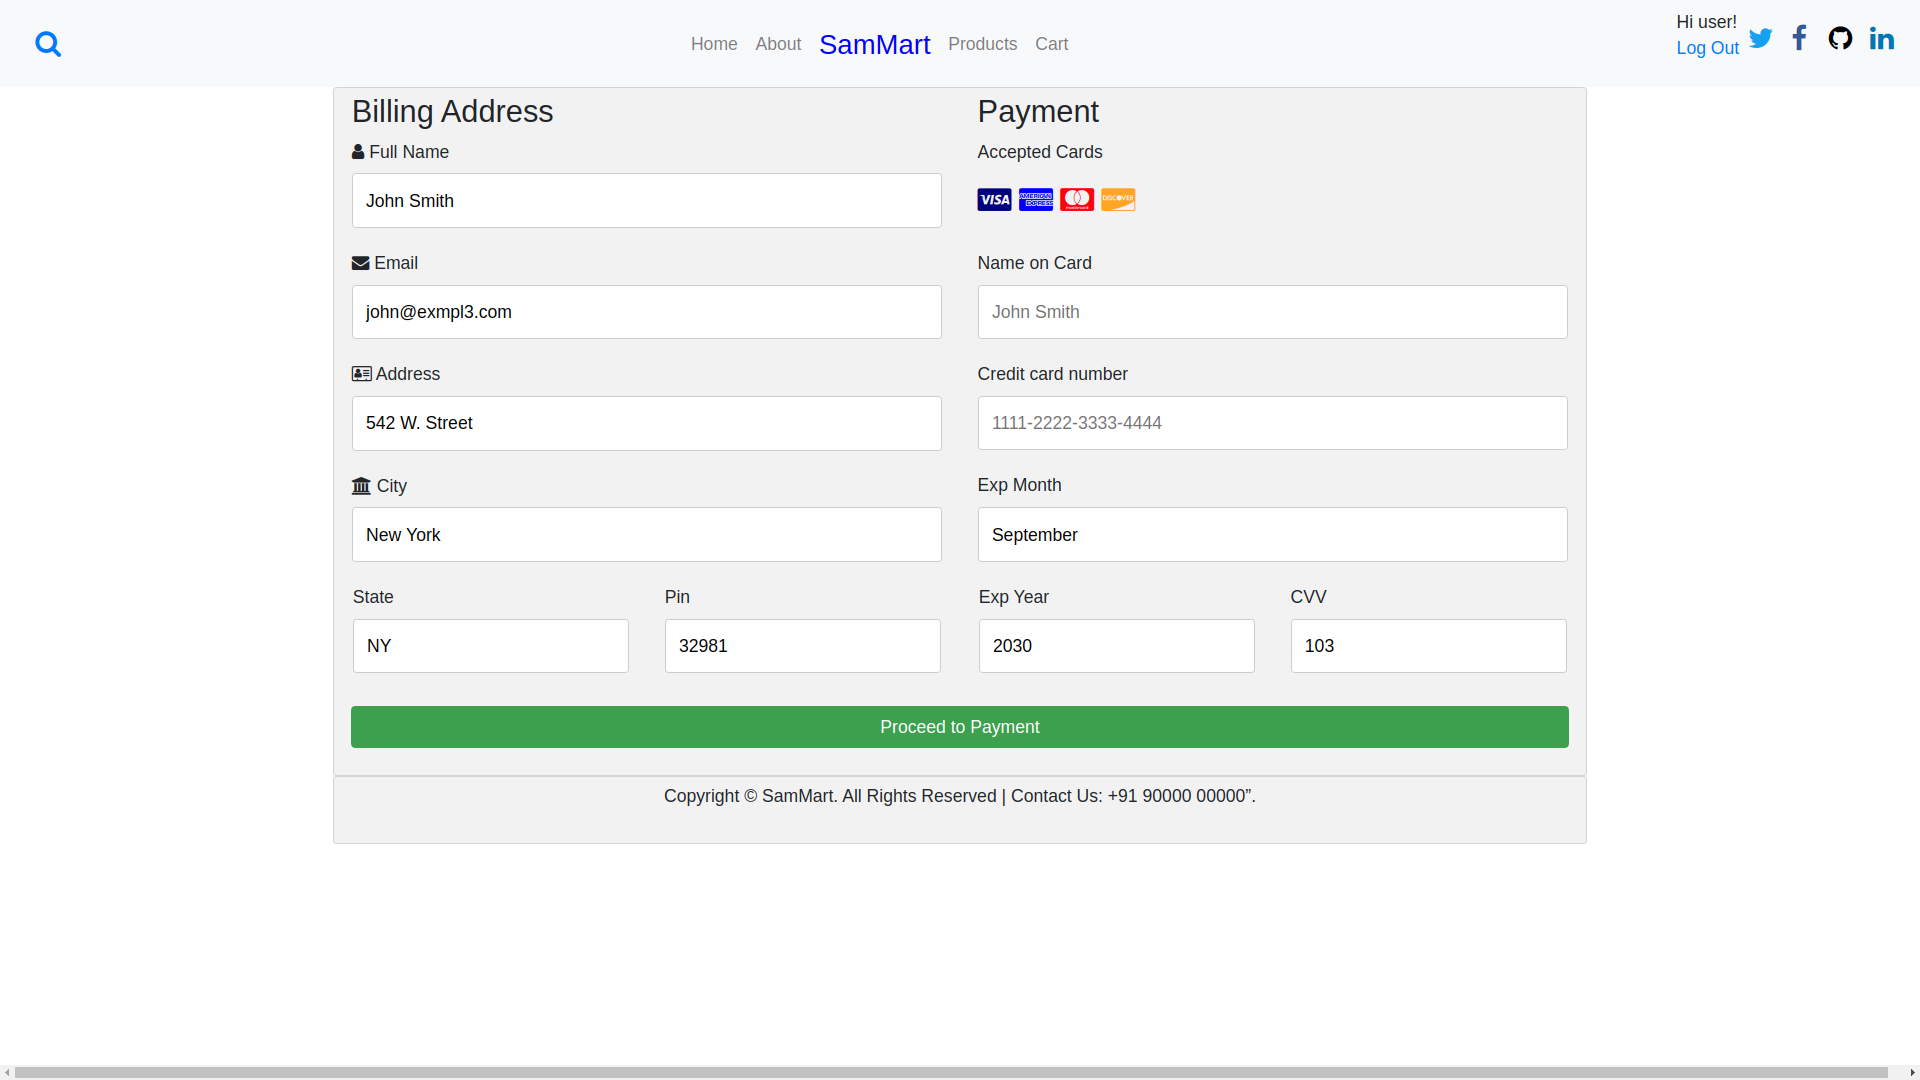 Home About SamMart Products Cart
Hi user!
Log Out
Billing Address
Full Name
John Smith
Email
john@exmpl3.com
Address
542 W. Street
City
New York
State Pin
NY 32981
Payment
Accepted Cards
VISA AMERICAN EXPRESS mastercard DISCOVER
Name on Card
John Smith
Credit card number
1111-2222-3333-4444
Exp Month
September
Exp Year CVV
2030 103
Proceed to Payment
Copyright © SamMart. All Rights Reserved | Contact Us: +91 90000 00000”.